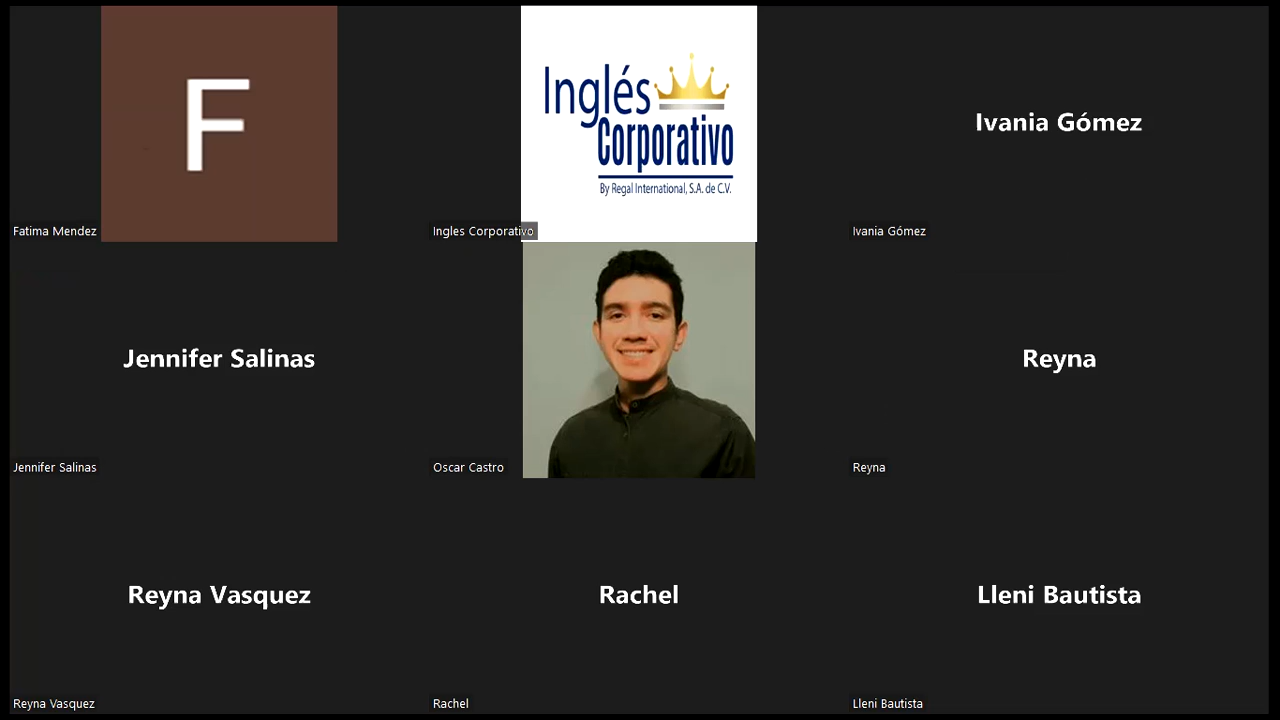 F
Fatima Mendez
Inglés
Corporativo
By Regal International, S.A. de C.V.
Ingles Corporativo
Ivania Gómez
Ivania Gómez
Jennifer Salinas
Jennifer Salinas
Oscar Castro
Reyna
Reyna
Reyna Vasquez
Reyna Vasquez
Rachel
Rachel
Lleni Bautista
Lleni Bautista